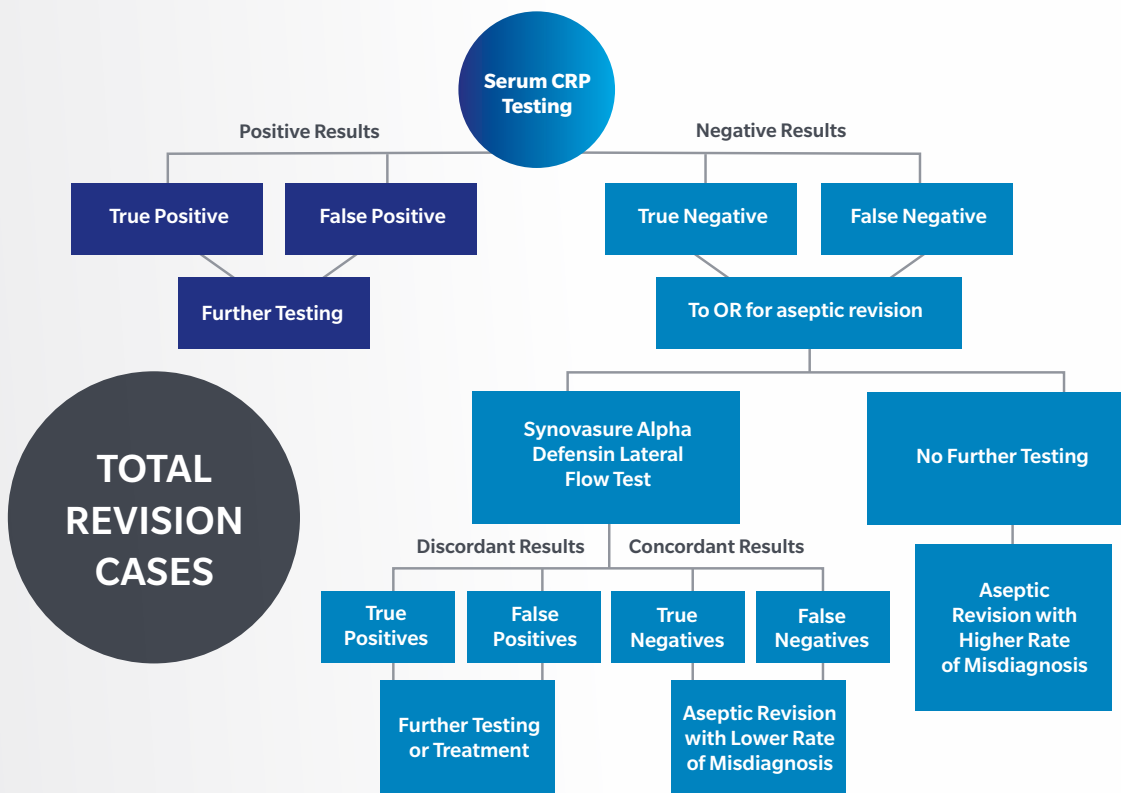 Serum CRP
Testing
Positive Results
Negative Results
True Positive
False Positive
True Negative
False Negative
Further Testing
To OR for aseptic revision
TOTAL
REVISION
CASES
Synovasure Alpha
Defensin Lateral
Flow Test
No Further Testing
Discordant Results
Concordant Results
True
Positives
False
Positives
True
Negatives
False
Negatives
Aseptic
Revision with
Higher Rate
of Misdiagnosis
Further Testing
or Treatment
Aseptic Revision
with Lower Rate
of Misdiagnosis